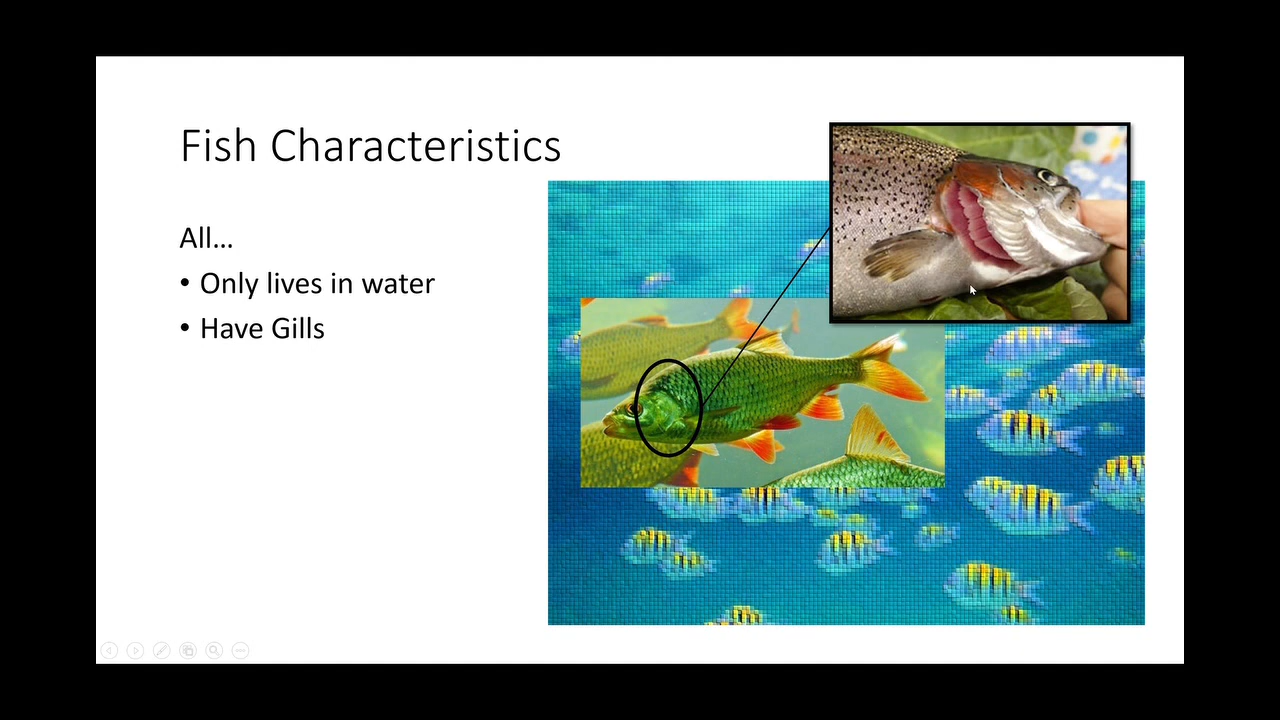 Fish Characteristics
All...
• Only lives in water
• Have Gills